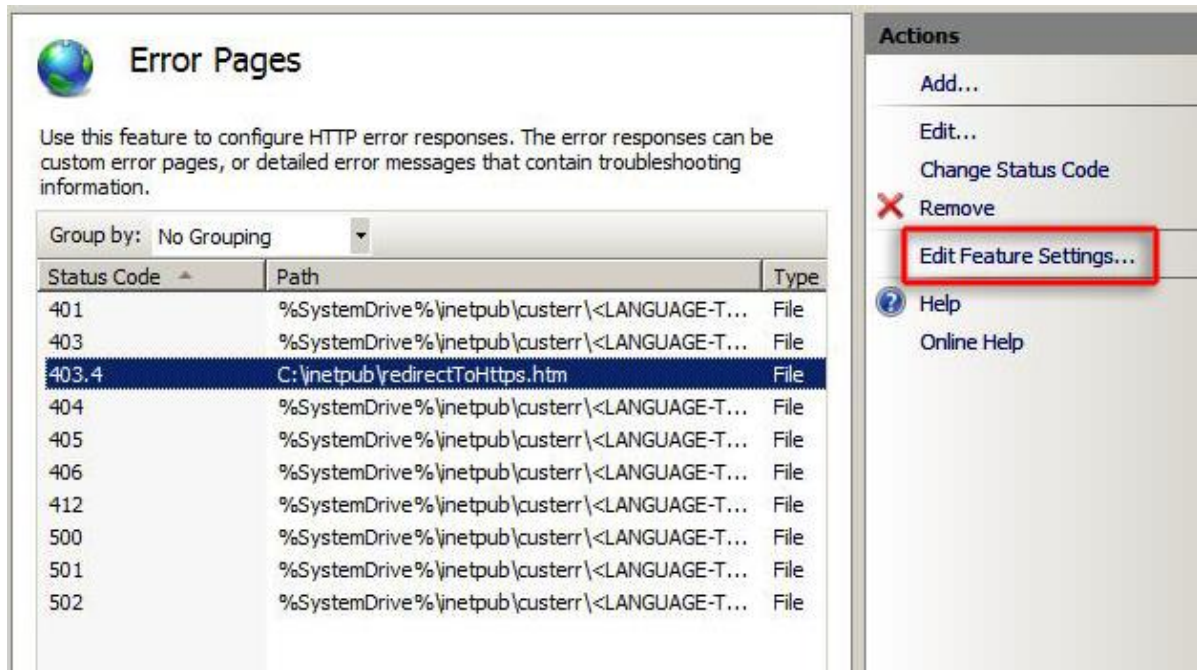 Error Pages
Use this feature to configure HTTP error responses. The error responses can be
custom error pages, or detailed error messages that contain troubleshooting
information.
Group by: No Grouping
Status Code Path Type
401 %SystemDrive%\inetpub\custerr\<LANGUAGE-T... File
403 %SystemDrive%\inetpub\custerr\<LANGUAGE-T... File
403.4 C:\inetpub\redirectToHttps.htm File
404 %SystemDrive%\inetpub\custerr\<LANGUAGE-T... File
405 %SystemDrive%\inetpub\custerr\<LANGUAGE-T... File
406 %SystemDrive%\inetpub\custerr\<LANGUAGE-T... File
412 %SystemDrive%\inetpub\custerr\<LANGUAGE-T... File
500 %SystemDrive%\inetpub\custerr\<LANGUAGE-T... File
501 %SystemDrive%\inetpub\custerr\<LANGUAGE-T... File
502 %SystemDrive%\inetpub\custerr\<LANGUAGE-T... File
Actions
Add...
Edit...
Change Status Code
Remove
Edit Feature Settings...
Help
Online Help